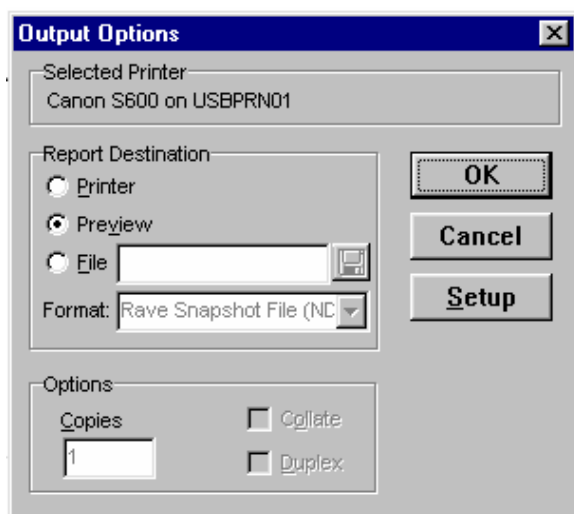 Output Options
Selected Printer
Canon S600 on USBPRN01
Report Destination
Printer
Preview
File
Format: Rave Snapshot File (ND
OK
Cancel
Setup
Options
Copies
1
Collate
Duplex